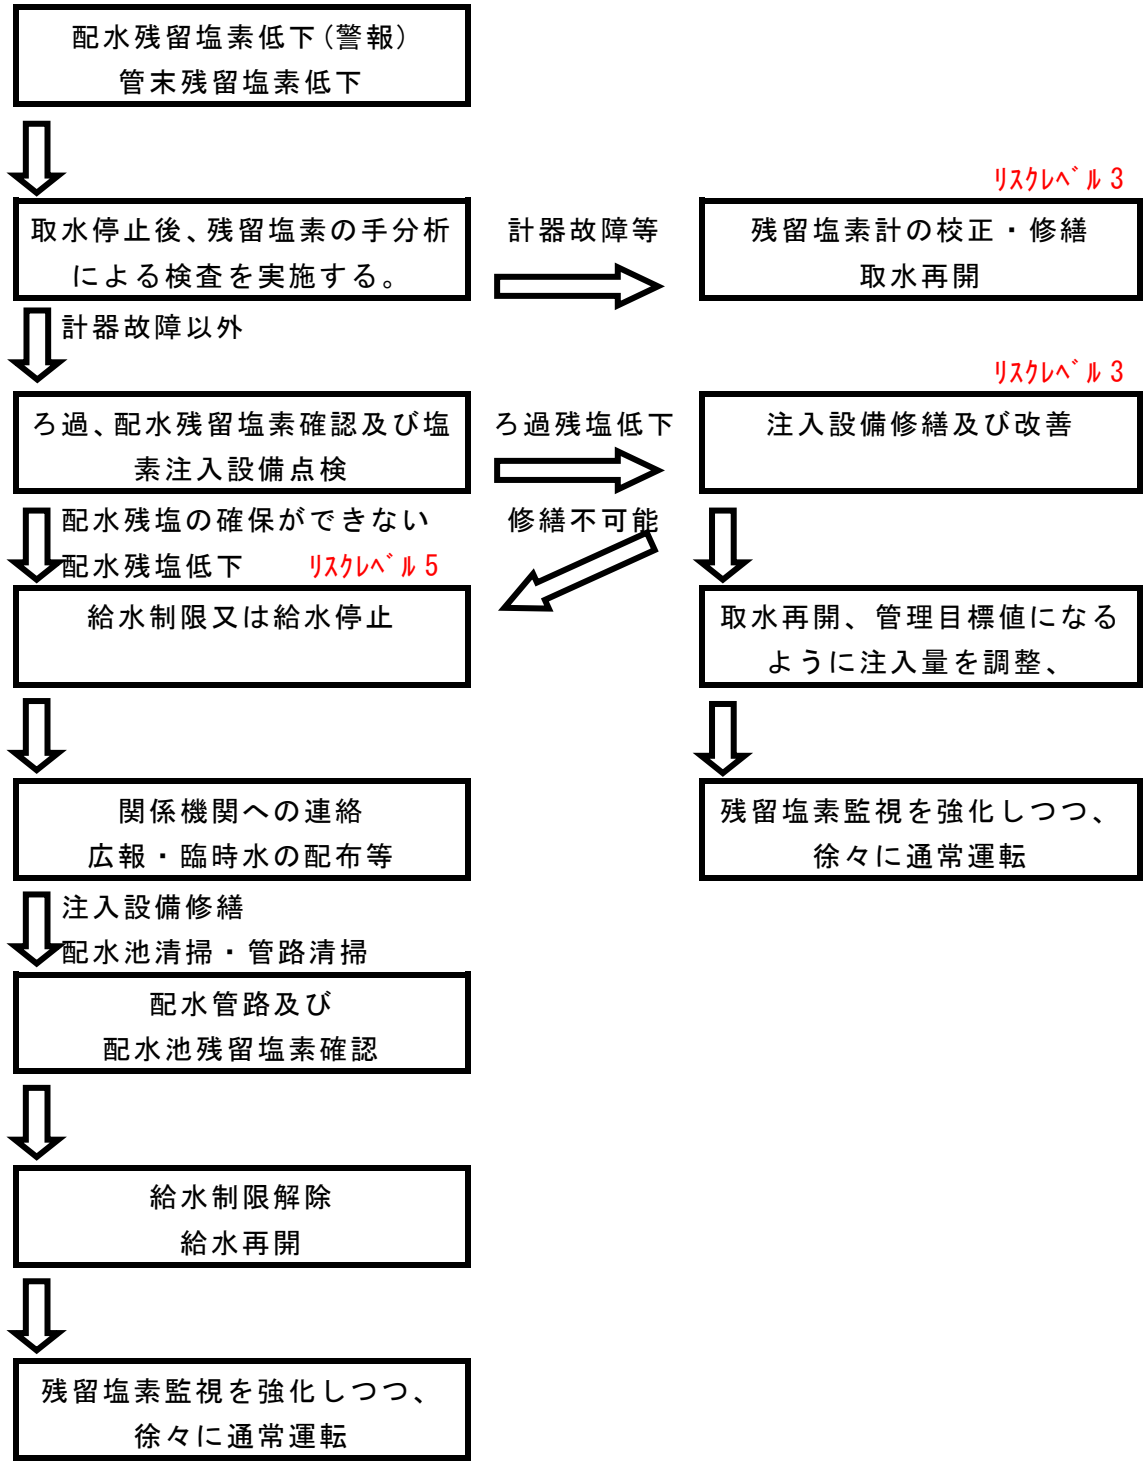 配水残留塩素低下(警報)
管末残留塩素低下
取水停止後、残留塩素の手分析
による検査を実施する。
計器故障等
ﾘｽｸﾚﾍﾞﾙ 3
残留塩素計の校正・修繕
取水再開
計器故障以外
ろ過、配水残留塩素確認及び塩
素注入設備点検
ろ過残塩低下
ﾘｽｸﾚﾍﾞﾙ 3
注入設備修繕及び改善
配水残塩の確保ができない
配水残塩低下
ﾘｽｸﾚﾍﾞﾙ 5
修繕不可能
給水制限又は給水停止
取水再開、管理目標値になる
ように注入量を調整、
関係機関への連絡
広報・臨時水の配布等
残留塩素監視を強化しつつ、
徐々に通常運転
注入設備修繕
配水池清掃・管路清掃
配水管路及び
配水池残留塩素確認
給水制限解除
給水再開
残留塩素監視を強化しつつ、
徐々に通常運転